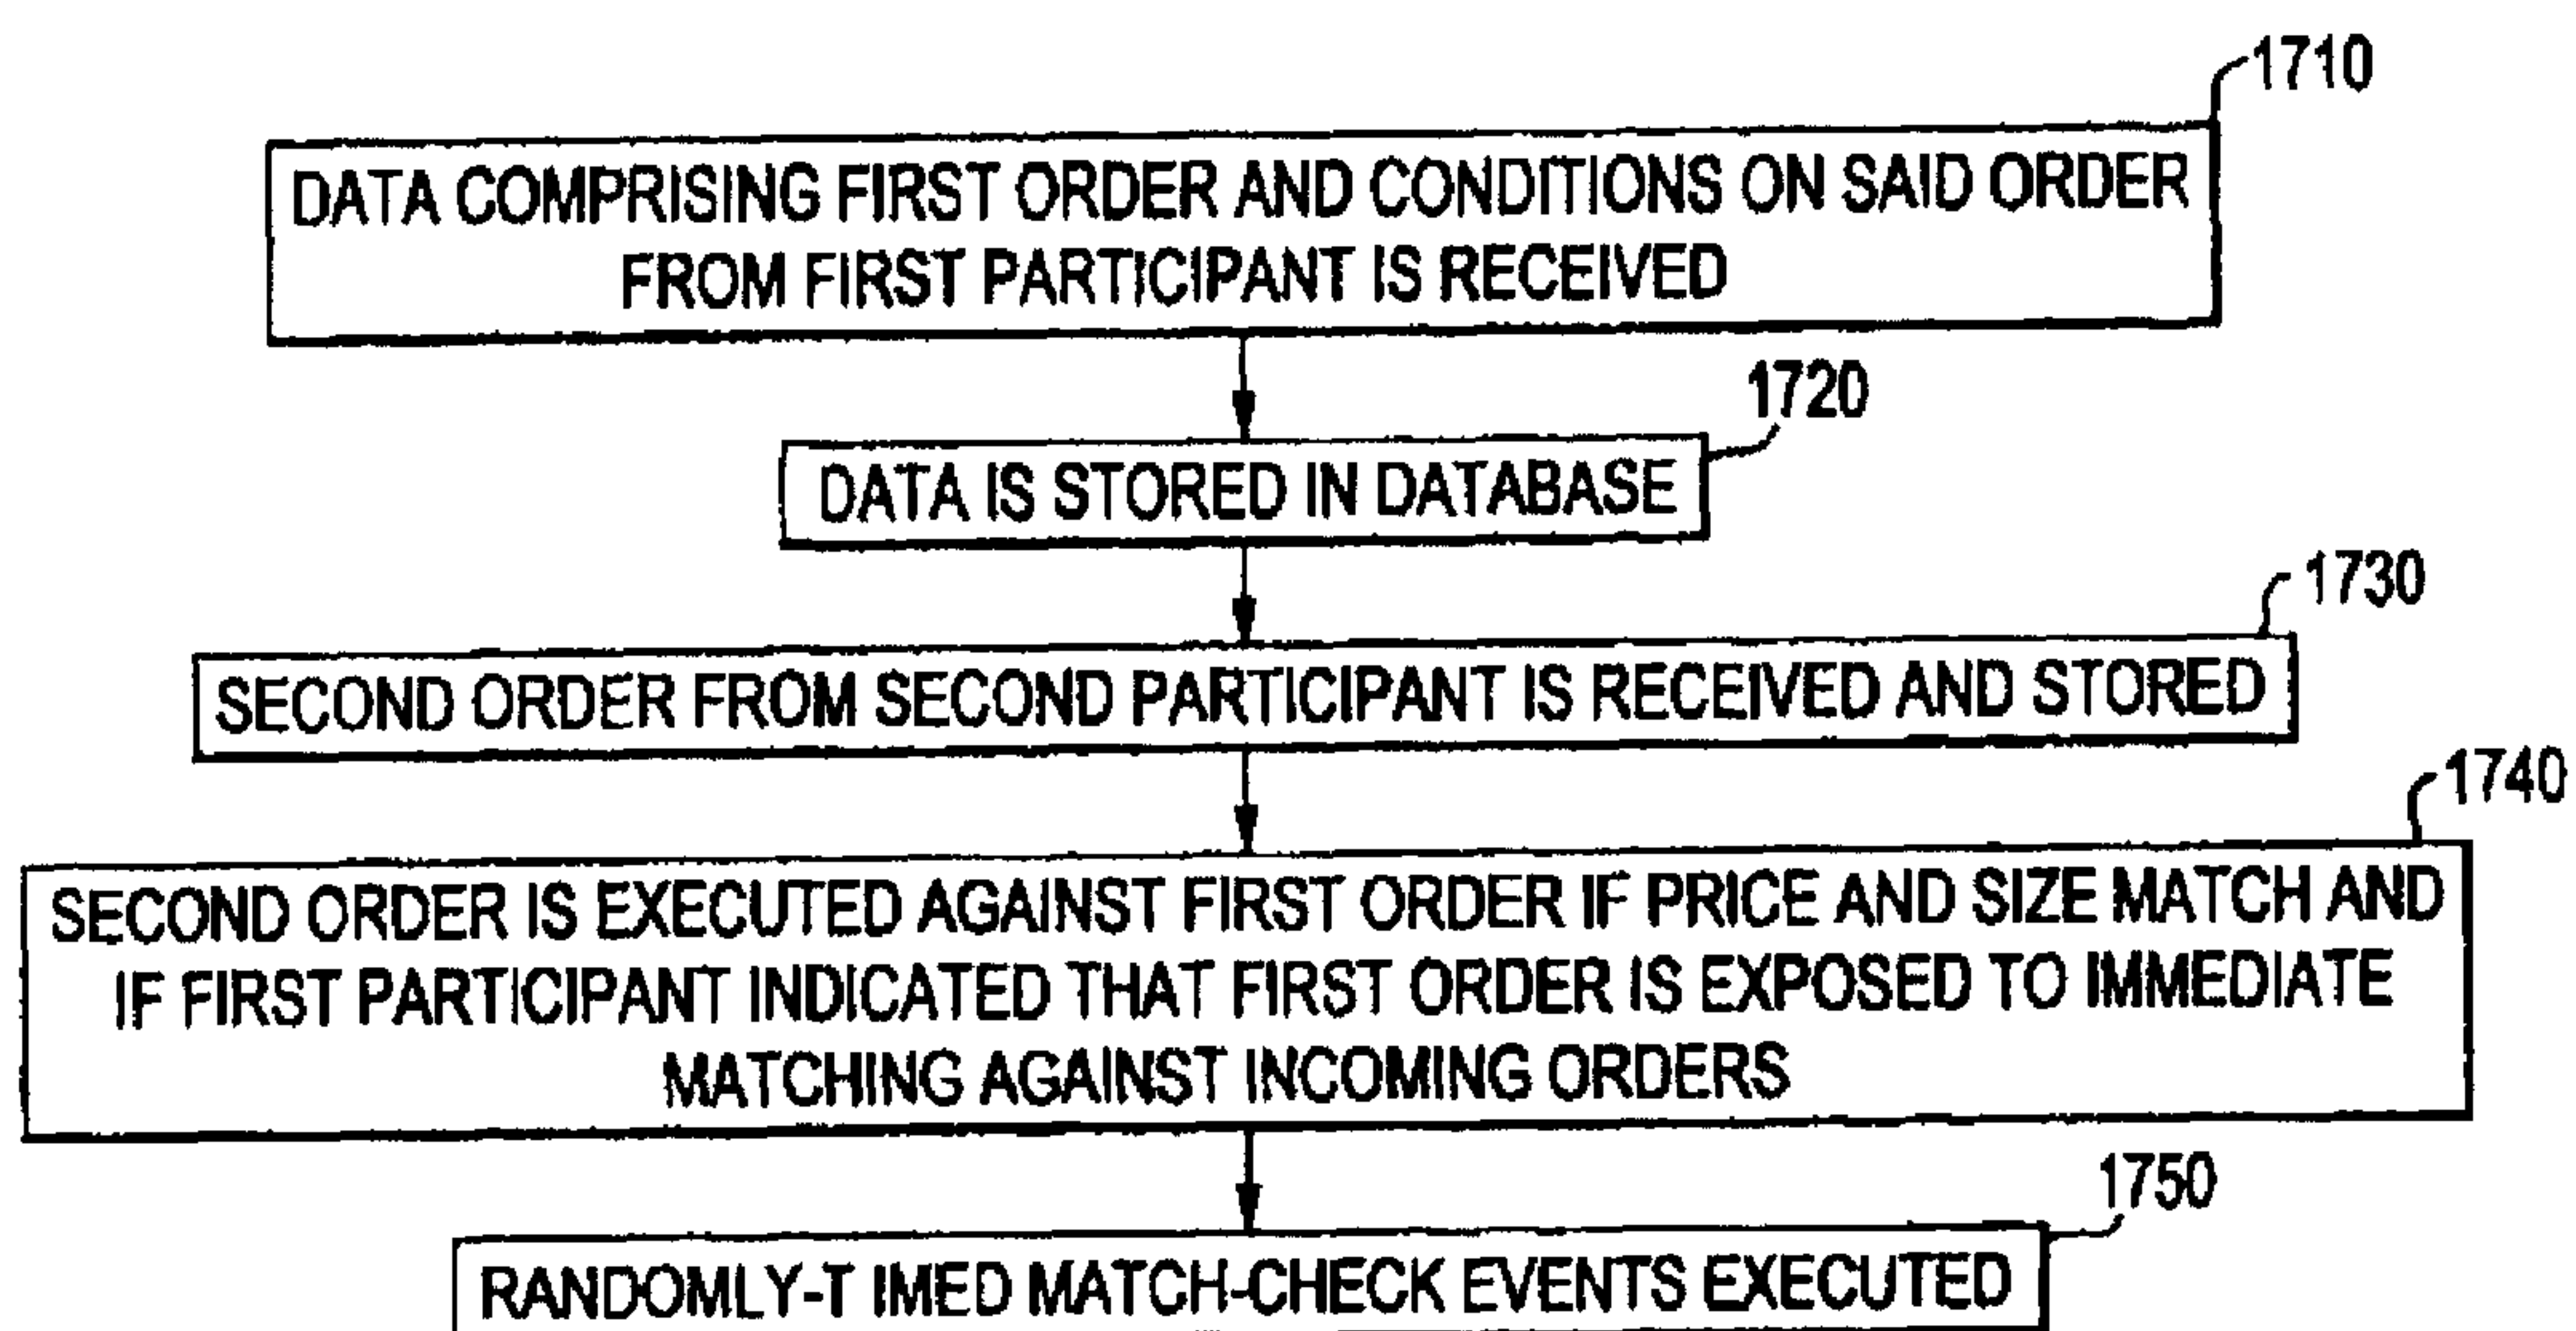 1710
DATA COMPRISING FIRST ORDER AND CONDITIONS ON SAID ORDER
FROM FIRST PARTICIPANT IS RECEIVED
1720
DATA IS STORED IN DATABASE
1730
SECOND ORDER FROM SECOND PARTICIPANT IS RECEIVED AND STORED
1740
SECOND ORDER IS EXECUTED AGAINST FIRST ORDER IF PRICE AND SIZE MATCH AND
IF FIRST PARTICIPANT INDICATED THAT FIRST ORDER IS EXPOSED TO IMMEDIATE
MATCHING AGAINST INCOMING ORDERS
1750
RANDOMLY-T IMED MATCH-CHECK EVENTS EXECUTED